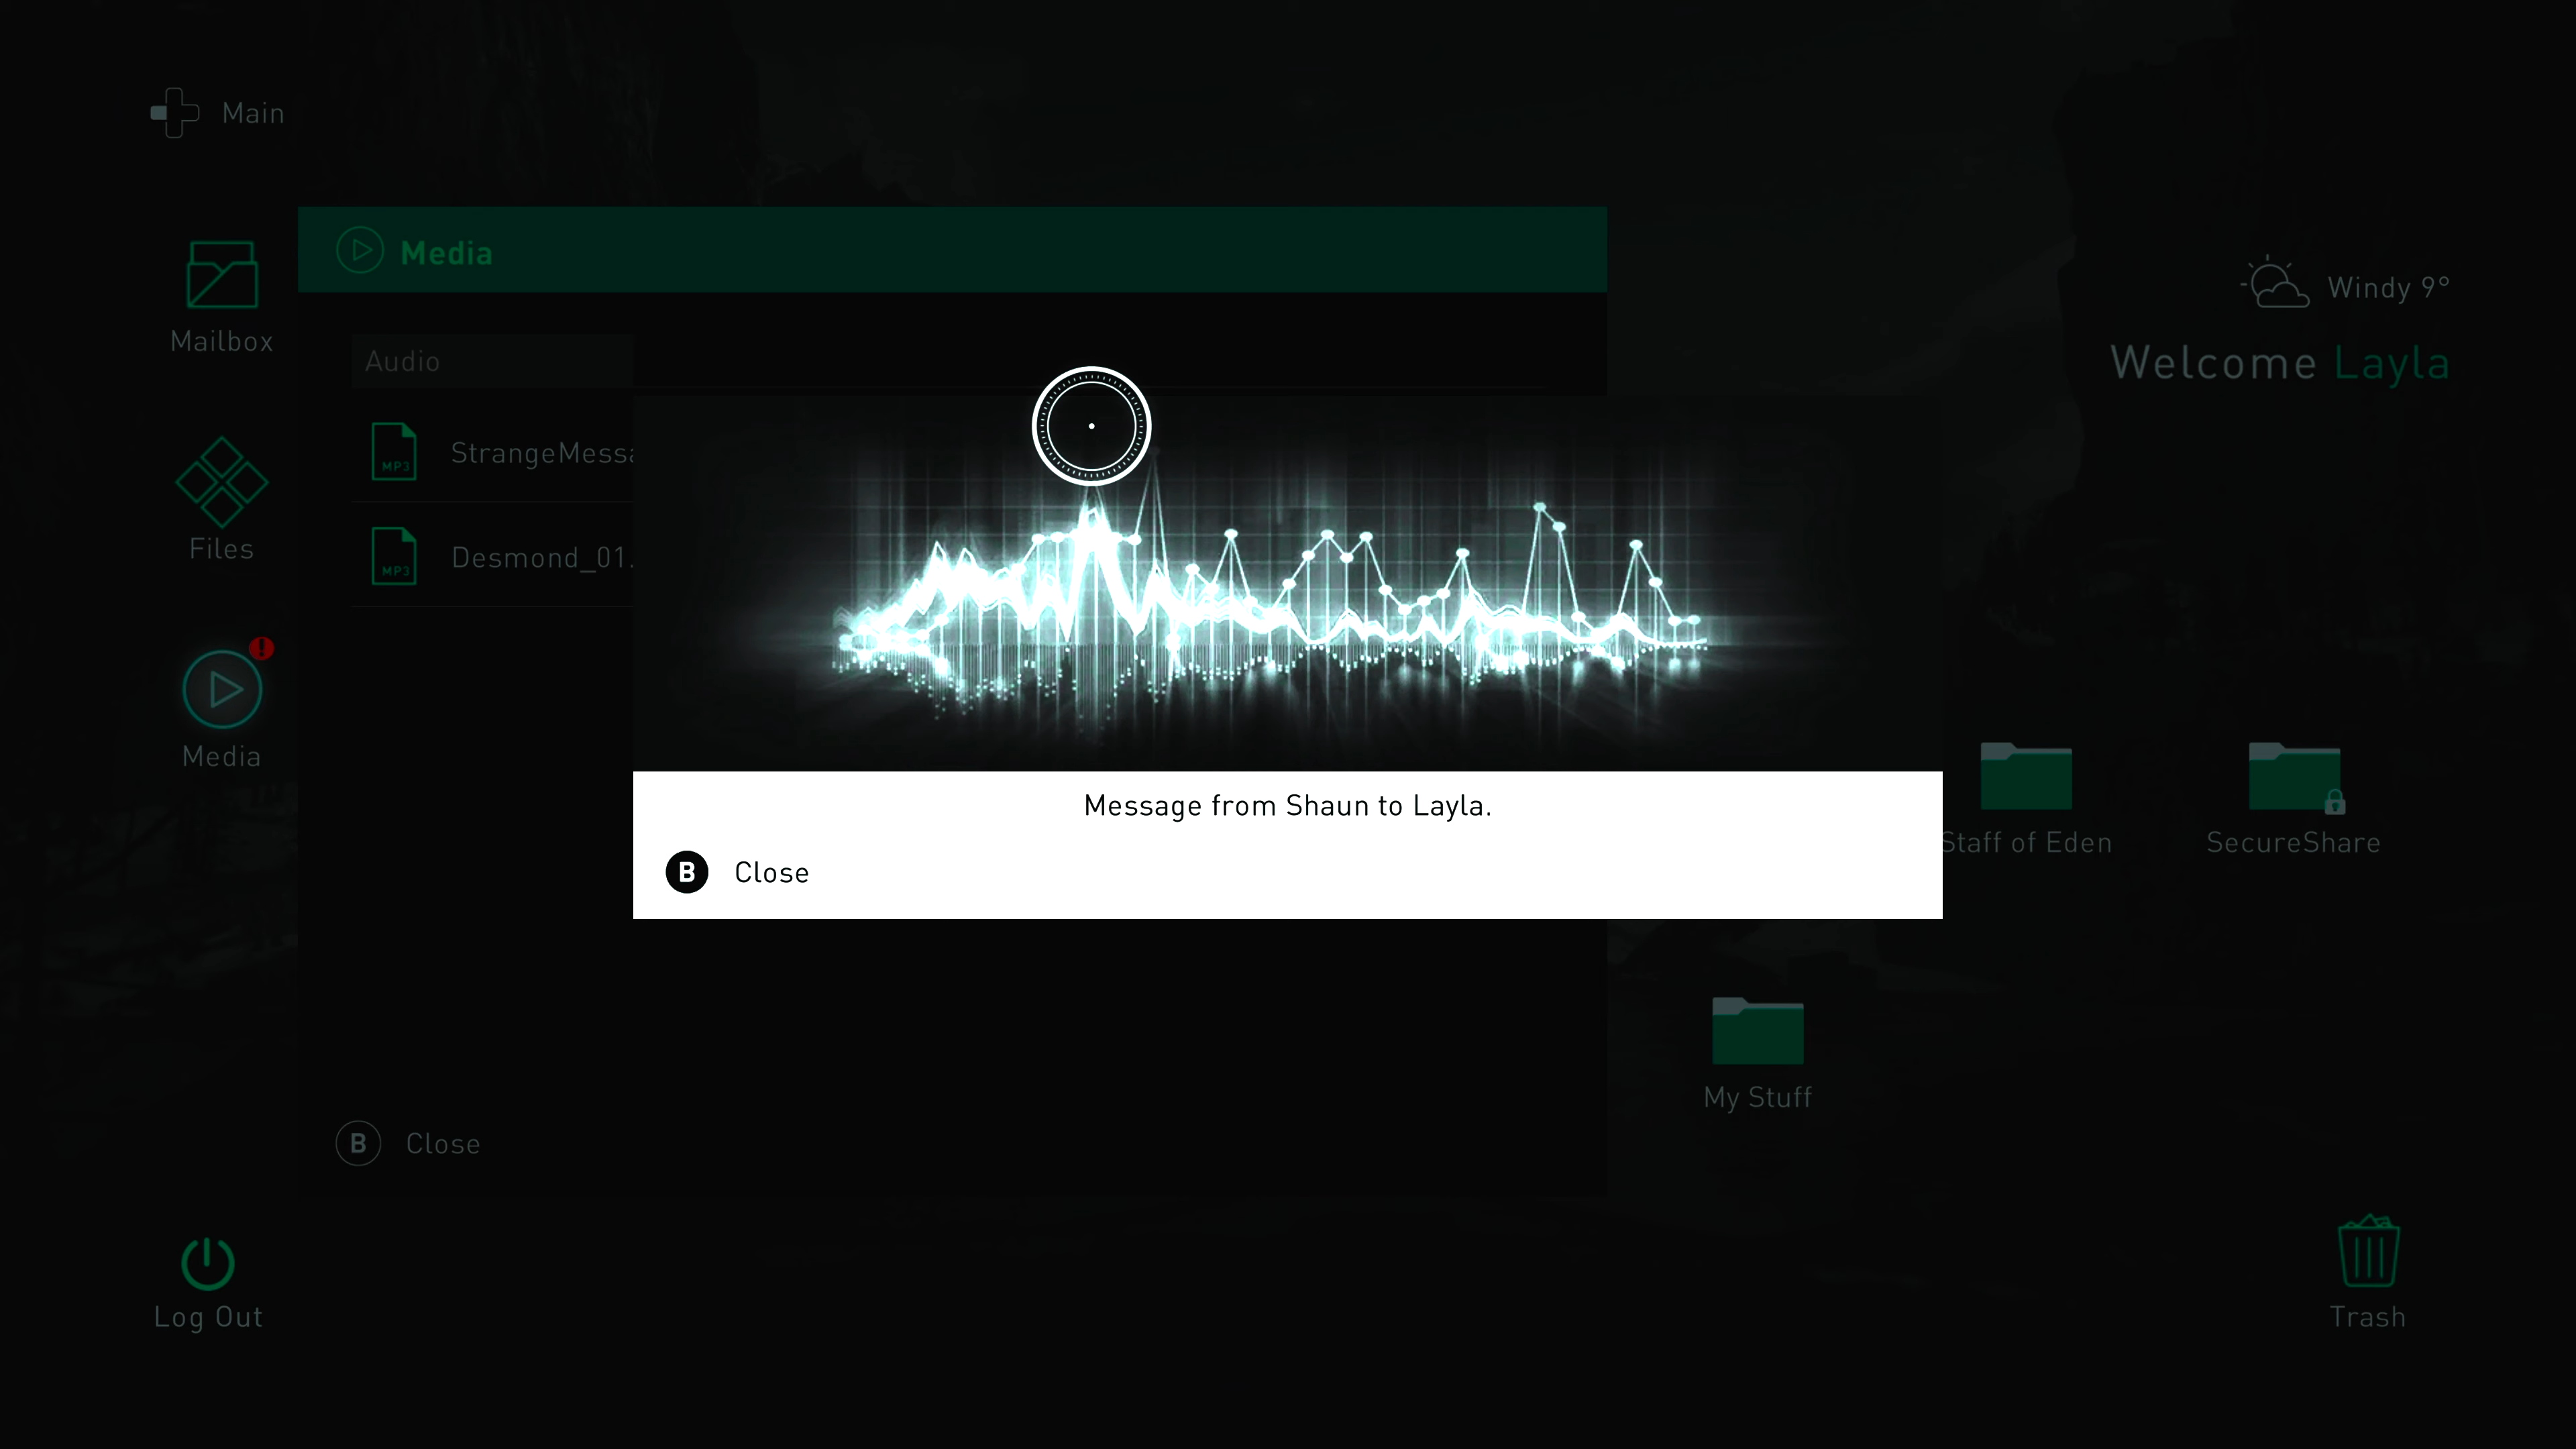 Main
Media
Mailbox
Audio
Windy 9°
Welcome Layla
MP3
MP3
Desmond_01.
Files
Media
Message from Shaun to Layla.
B Close
Staff of Eden
SecureShare
My Stuff
B Close
Log Out
Trash